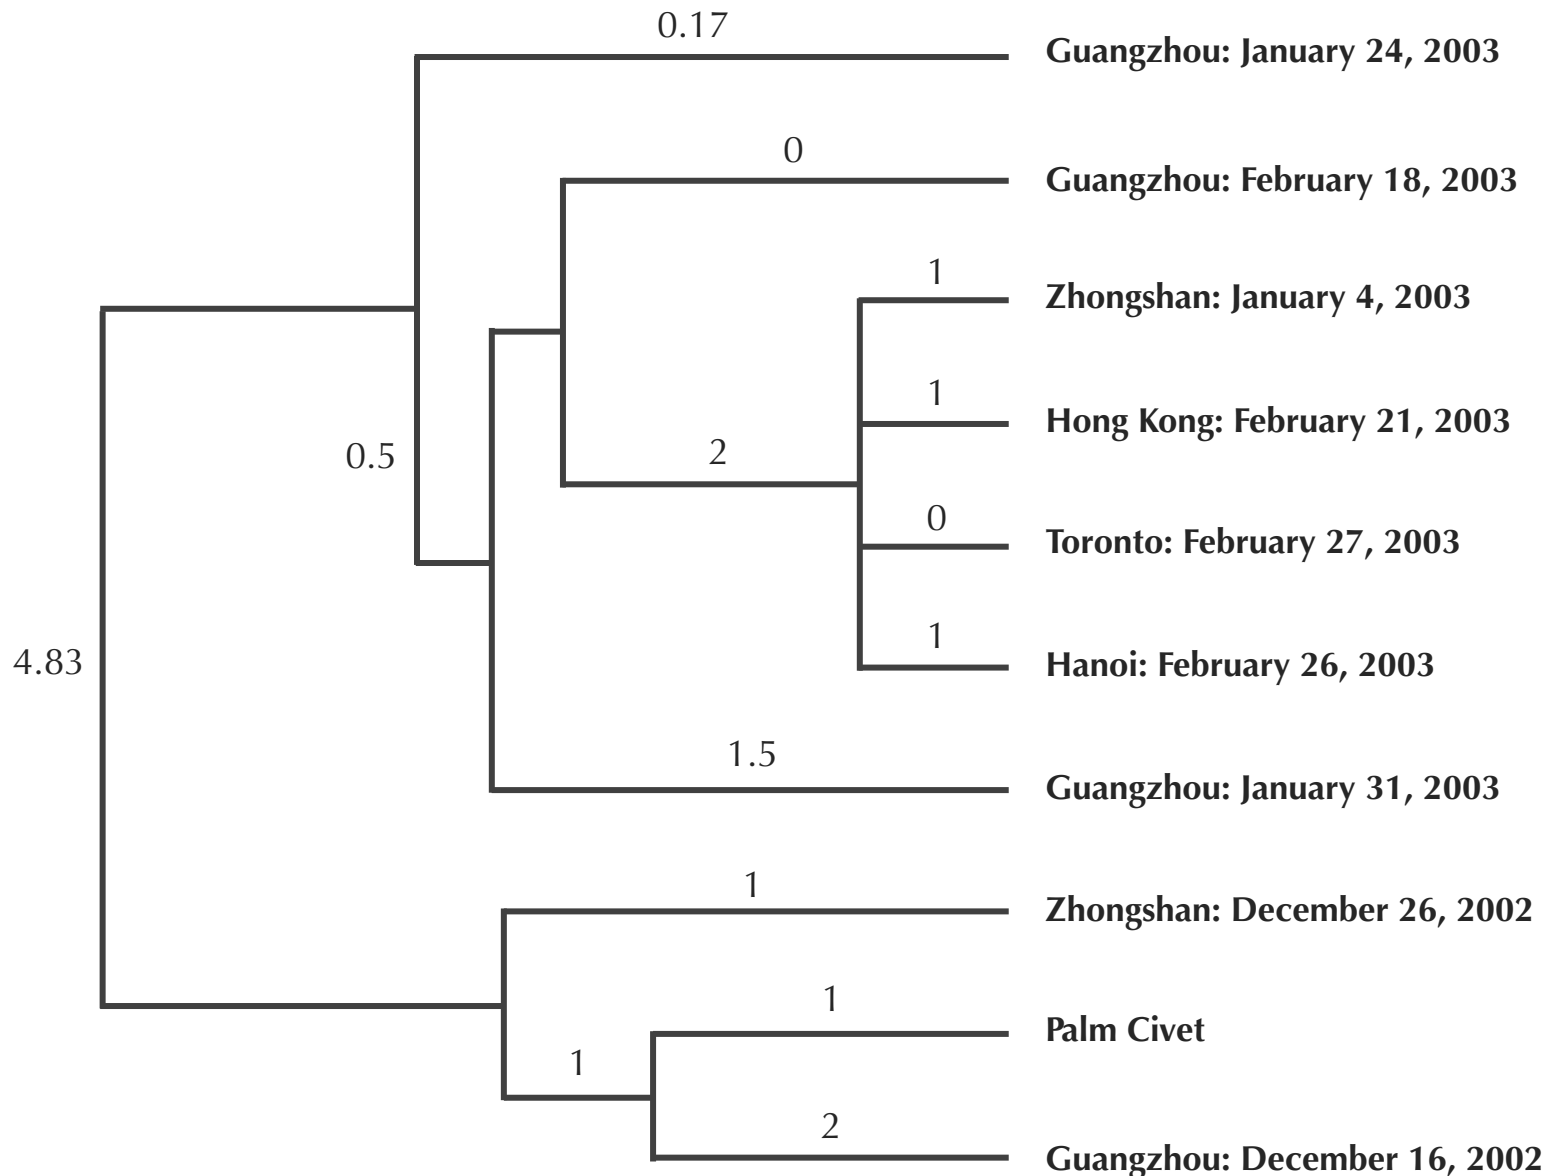 0.17
Guangzhou: January 24, 2003
0
Guangzhou: February 18, 2003
1
Zhongshan: January 4, 2003
1
Hong Kong: February 21, 2003
0.5
2
0
Toronto: February 27, 2003
1
Hanoi: February 26, 2003
4.83
1.5
Guangzhou: January 31, 2003
1
Zhongshan: December 26, 2002
1
Palm Civet
1
2
Guangzhou: December 16, 2002